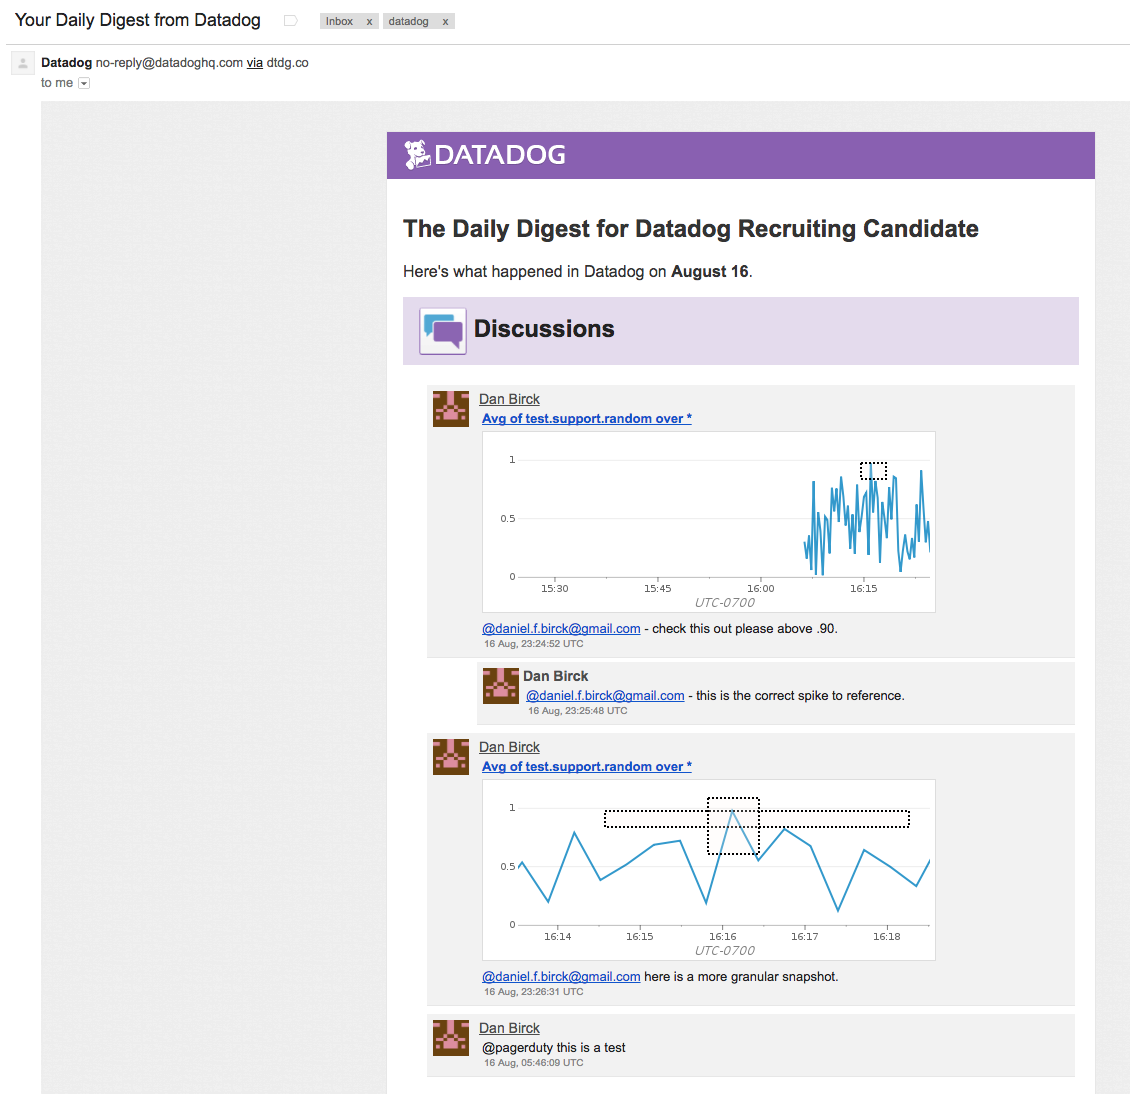 Your Daily Digest from Datadog Inbox x datadog x
Datadog no-reply@datadoghq.com via dtdg.co
to me
DATADOG
The Daily Digest for Datadog Recruiting Candidate
Here's what happened in Datadog on August 16.
Discussions
Dan Birck
Avg of test.support.random over *
1
0.5
0
15:30 15:45 16:00 16:15
UTC-0700
@daniel.f.birck@gmail.com - check this out please above .90.
16 Aug, 23:24:52 UTC
Dan Birck
@daniel.f.birck@gmail.com - this is the correct spike to reference.
16 Aug, 23:25:48 UTC
Dan Birck
Avg of test.support.random over *
1
0.5
0
16:14 16:15 16:16 16:17 16:18
UTC-0700
@daniel.f.birck@gmail.com here is a more granular snapshot.
16 Aug, 23:26:31 UTC
Dan Birck
@pagerduty this is a test
16 Aug, 05:46:09 UTC